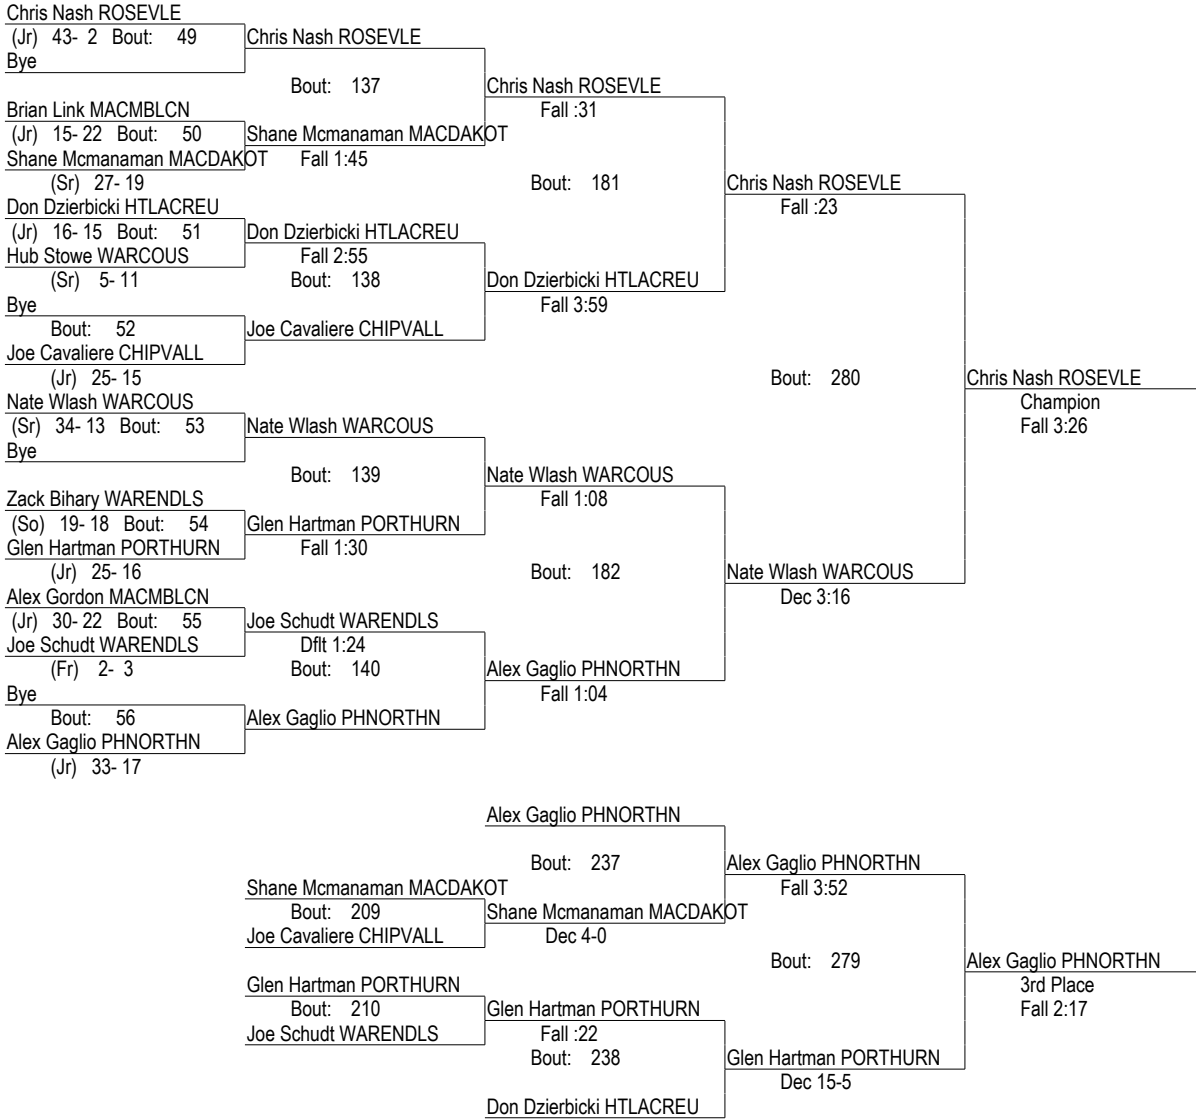 Chris Nash ROSEVLE
(Jr) 43- 2 Bout: 49 Chris Nash ROSEVLE
Bye
Bout: 137 Chris Nash ROSEVLE
Brian Link MACMBLCN Fall :31
(Jr) 15- 22 Bout: 50 Shane Mcmanaman MACDAKOT
Shane Mcmanaman MACDAKOT Fall 1:45
(Sr) 27- 19 Bout: 181 Chris Nash ROSEVLE
Don Dzierbicki HTLACREU Fall :23
(Jr) 16- 15 Bout: 51 Don Dzierbicki HTLACREU
Hub Stowe WARCOUS Fall 2:55
(Sr) 5- 11 Bout: 138 Don Dzierbicki HTLACREU
Bye Fall 3:59
Bout: 52 Joe Cavaliere CHIPVALL
Joe Cavaliere CHIPVALL
(Jr) 25- 15 Bout: 280 Chris Nash ROSEVLE
Nate Wlash WARCOUS Champion
(Sr) 34- 13 Bout: 53 Nate Wlash WARCOUS Fall 3:26
Bye
Bout: 139 Nate Wlash WARCOUS
Zack Bihary WARENDLS Fall 1:08
(So) 19- 18 Bout: 54 Glen Hartman PORTHURN
Glen Hartman PORTHURN Fall 1:30
(Jr) 25- 16 Bout: 182 Nate Wlash WARCOUS
Alex Gordon MACMBLCN Dec 3:16
(Jr) 30- 22 Bout: 55 Joe Schudt WARENDLS
Joe Schudt WARENDLS Dflt 1:24
(Fr) 2- 3 Bout: 140 Alex Gaglio PHNORTHN
Bye Fall 1:04
Bout: 56 Alex Gaglio PHNORTHN
Alex Gaglio PHNORTHN
(Jr) 33- 17
Alex Gaglio PHNORTHN
Bout: 237 Alex Gaglio PHNORTHN
Shane Mcmanaman MACDAKOT Fall 3:52
Bout: 209 Shane Mcmanaman MACDAKOT
Joe Cavaliere CHIPVALL Dec 4-0
Bout: 279 Alex Gaglio PHNORTHN
Glen Hartman PORTHURN 3rd Place
Bout: 210 Glen Hartman PORTHURN Fall 2:17
Joe Schudt WARENDLS Fall :22
Bout: 238 Glen Hartman PORTHURN
Dec 15-5
Don Dzierbicki HTLACREU